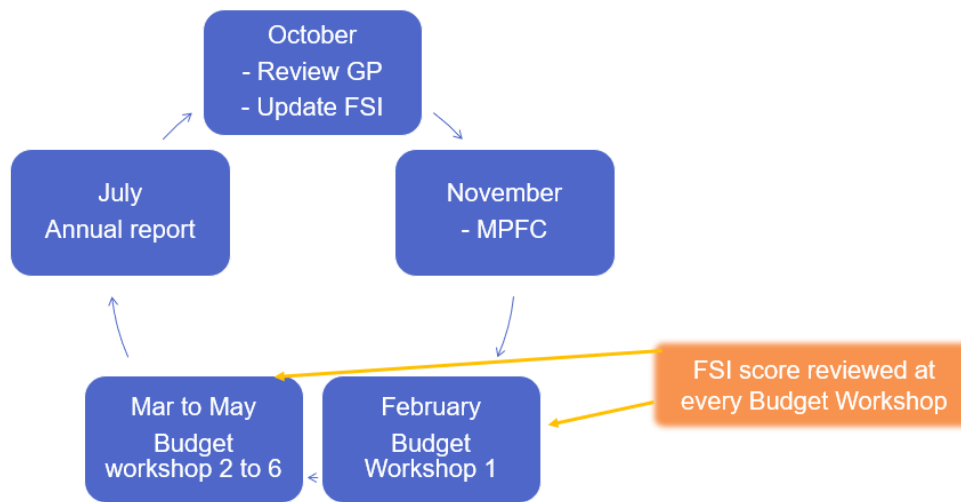 October
- Review GP
- Update FSI
July
Annual report
November
- MPFC
Mar to May
Budget
workshop 2 to 6
February
Budget
Workshop 1
FSI score reviewed at
every Budget Workshop